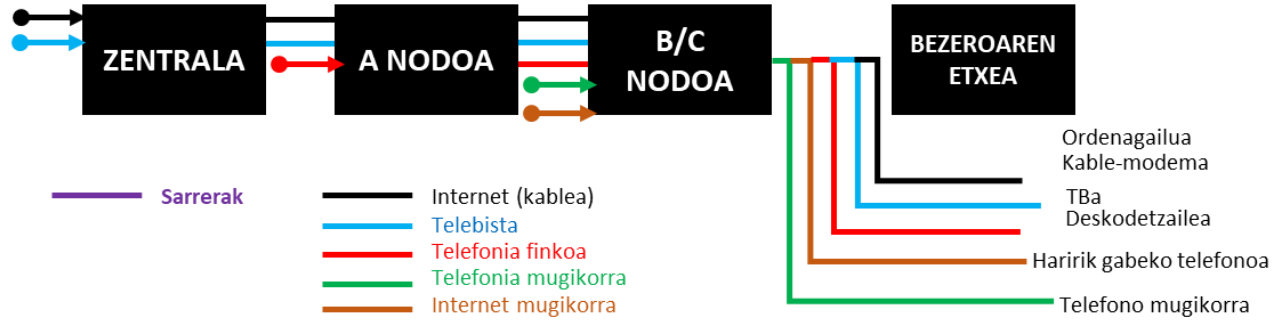 ZENTRALA
A NODOA
B/C
NODOA
BEZEROAREN
ETXEA
Ordenagailua
Kable-modema
TBa
Deskodetzailea
Haririk gabeko telefonoa
Telefono mugikorra
Sarrerak
Internet (kablea)
Telebista
Telefonia finkoa
Telefonia mugikorra
Internet mugikorra